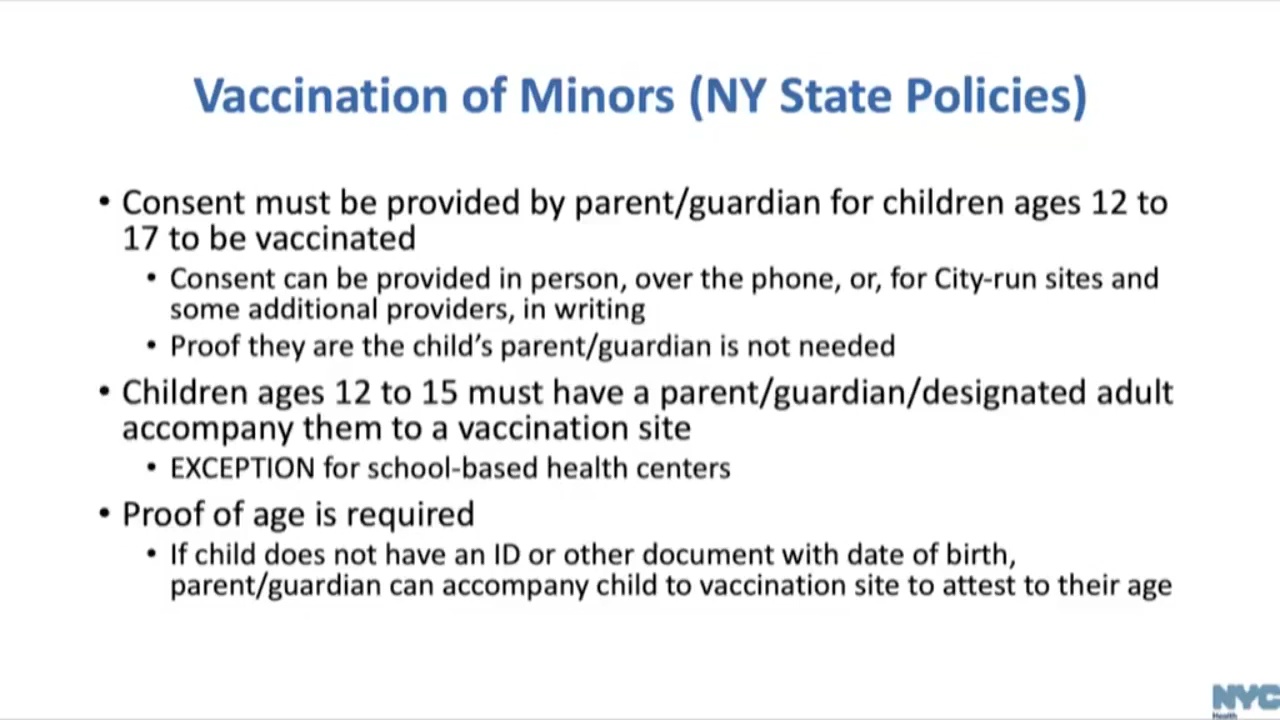 Vaccination of Minors (NY State Policies)
• Consent must be provided by parent/guardian for children ages 12 to
17 to be vaccinated
• Consent can be provided in person, over the phone, or, for City-run sites and
some additional providers, in writing
• Proof they are the child's parent/guardian is not needed
• Children ages 12 to 15 must have a parent/guardian/designated adult
accompany them to a vaccination site
• EXCEPTION for school-based health centers
• Proof of age is required
• If child does not have an ID or other document with date of birth,
parent/guardian can accompany child to vaccination site to attest to their age
NYC
Health